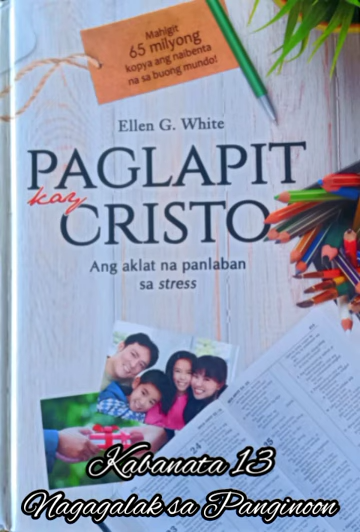 Mahigit
65 milyong
kopya ang naibenta
na sa buong mundo!
Ellen G. White
PAGLAPIT
kay
CRISTO
Ang aklat na panlaban
sa stress
Kabanata 13
Nagagalak sa Panginoon